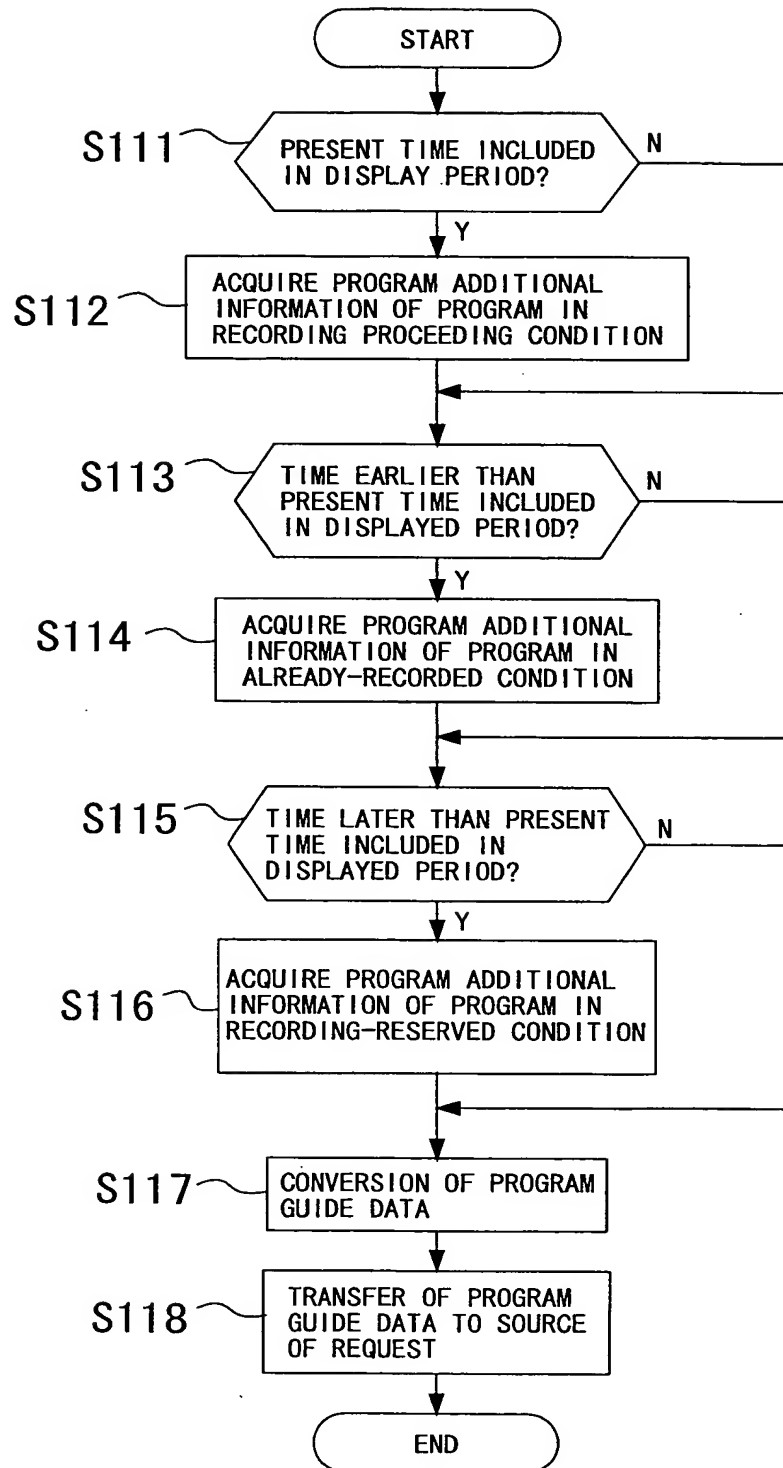 START
S111
PRESENT TIME INCLUDED
IN DISPLAY PERIOD?
N
Y
S112
ACQUIRE PROGRAM ADDITIONAL
INFORMATION OF PROGRAM IN
RECORDING PROCEEDING CONDITION
S113
TIME EARLIER THAN
PRESENT TIME INCLUDED
IN DISPLAYED PERIOD?
N
Y
S114
ACQUIRE PROGRAM ADDITIONAL
INFORMATION OF PROGRAM IN
ALREADY-RECORDED CONDITION
S115
TIME LATER THAN PRESENT
TIME INCLUDED IN
DISPLAYED PERIOD?
N
Y
S116
ACQUIRE PROGRAM ADDITIONAL
INFORMATION OF PROGRAM IN
RECORDING-RESERVED CONDITION
S117
CONVERSION OF PROGRAM
GUIDE DATA
S118
TRANSFER OF PROGRAM
GUIDE DATA TO SOURCE
OF REQUEST
END